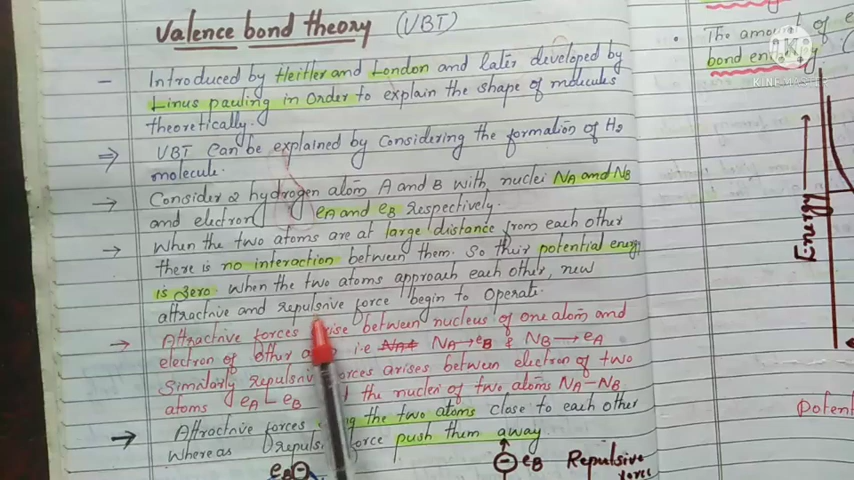 Valence bond theory (VBT)
– Introduced by Heitler and London and later developed by
Linus pauling in Order to explain the shape of molecules
theoretically.
⇒ VBT Can be explained by Considering the formation of H2
molecule.
→ Consider 2 hydrogen atom A and B with nuclei NA and NB
and electron eA and eB Respectively.
→ When the two atoms are at large distance from each other
there is no interaction between them. So their potential energy
is zero when the two atoms approach each other, new
attractive and repulsive force begin to Operate.
→ Attractive forces arise between nucleus of one atom and
electron of other i.e NA → eB & NB → eA
Similarly repulsive forces arises between electron of two
atoms eA – eB the nuclei of two atoms NA – NB
→ Attractive forces the two atoms close to each other
whereas force push them away.
eB
eB
Repulsive
force
• The amount of
bond
KINEMASTER
Energy
Poten